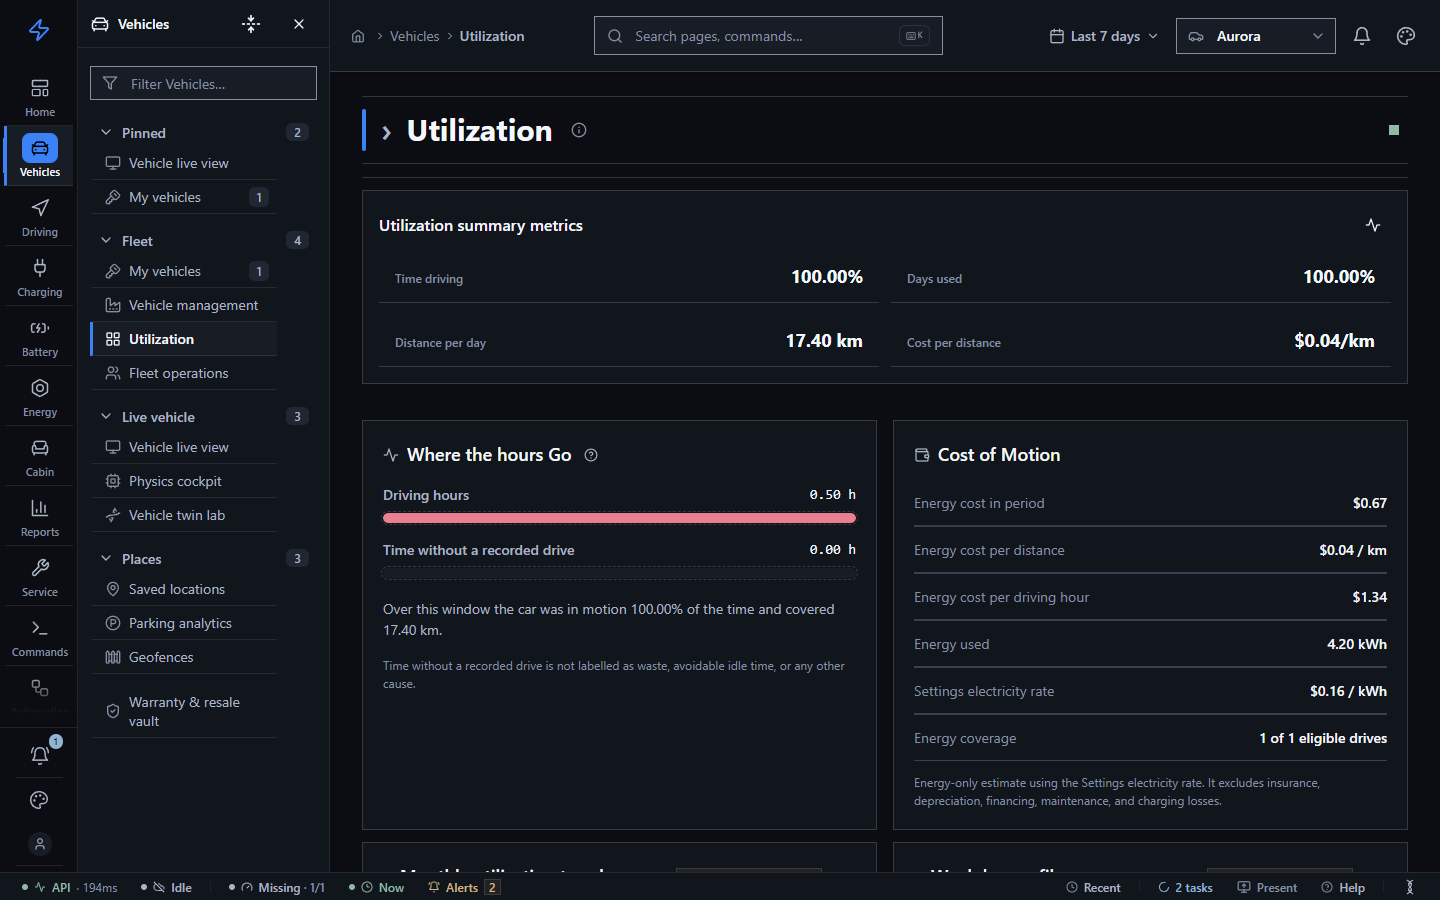 Vehicles
Vehicles
Utilization
Search pages, commands...
K
Last 7 days
Aurora
Home
Vehicles
Driving
Charging
Battery
Energy
Cabin
Reports
Service
Commands
1
Filter Vehicles...
Pinned
2
Vehicle live view
My vehicles
1
Fleet
4
My vehicles
1
Vehicle management
Utilization
Fleet operations
Live vehicle
3
Vehicle live view
Physics cockpit
Vehicle twin lab
Places
3
Saved locations
Parking analytics
Geofences
Warranty & resale
vault
Utilization
Utilization summary metrics
Time driving
100.00%
Days used
100.00%
Distance per day
17.40 km
Cost per distance
$0.04/km
Where the hours Go
Driving hours
0.50 h
Time without a recorded drive
0.00 h
Over this window the car was in motion 100.00% of the time and covered
17.40 km.
Time without a recorded drive is not labelled as waste, avoidable idle time, or any other
cause.
Cost of Motion
Energy cost in period
$0.67
Energy cost per distance
$0.04 / km
Energy cost per driving hour
$1.34
Energy used
4.20 kWh
Settings electricity rate
$0.16 / kWh
Energy coverage
1 of 1 eligible drives
Energy-only estimate using the Settings electricity rate. It excludes insurance,
depreciation, financing, maintenance, and charging losses.
API · 194ms
Idle
Missing · 1/1
Now
Alerts 2
Recent
2 tasks
Present
Help